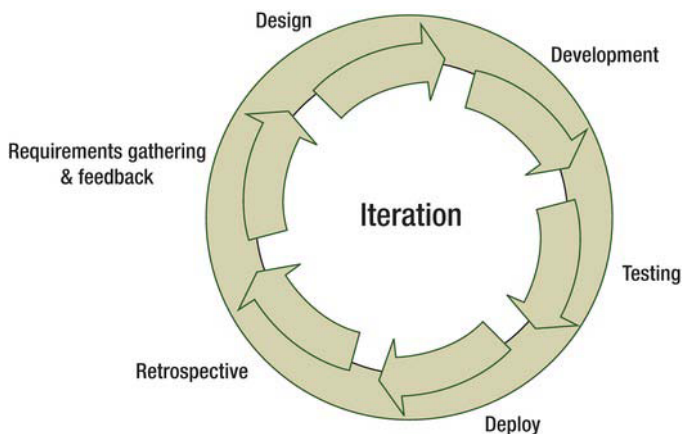 Design
Development
Requirements gathering
& feedback
Iteration
Testing
Retrospective
Deploy